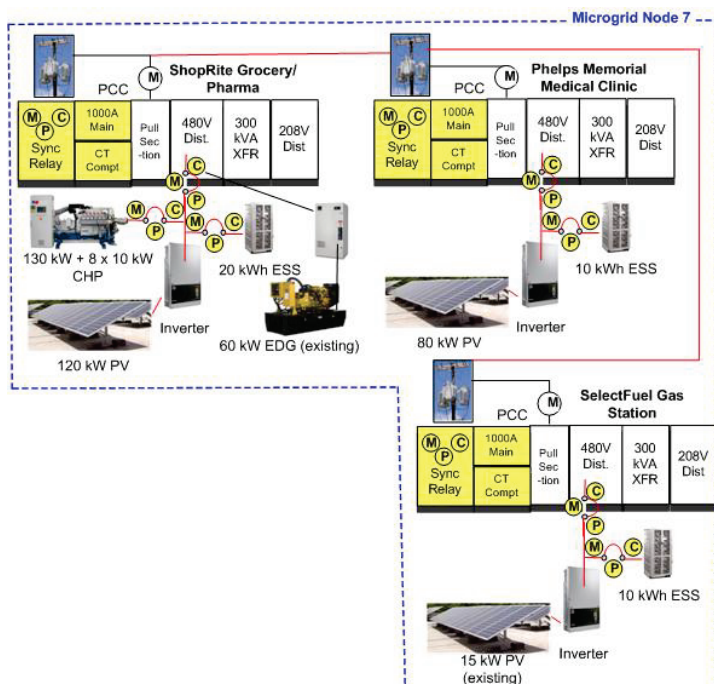 Microgrid Node 7
M
ShopRite Grocery/
Pharma
PCC
M C
P
Sync
Relay
1000A
Main
CT
Compt
Pull
Sec
-tion
480V
Dist.
300
kVA
XFR
208V
Dist
C
M
P
M C
P
M C
P
130 kW + 8 x 10 kW
CHP
20 kWh ESS
Inverter
120 kW PV
60 kW EDG (existing)
M
Phelps Memorial
Medical Clinic
PCC
M C
P
Sync
Relay
1000A
Main
CT
Compt
Pull
Sec
-tion
480V
Dist.
300
kVA
XFR
208V
Dist
C
M
P
M C
P
10 kWh ESS
Inverter
80 kW PV
M
SelectFuel Gas
Station
PCC
M C
P
Sync
Relay
1000A
Main
CT
Compt
Pull
Sec
-tion
480V
Dist.
300
kVA
XFR
208V
Dist
C
M
P
M C
P
10 kWh ESS
Inverter
15 kW PV
(existing)